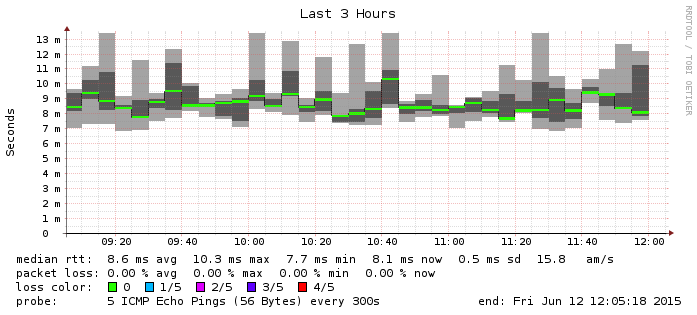 Last 3 Hours
RRDTOOL / TOBI OETIKER
Seconds
13 m
12 m
11 m
10 m
9 m
8 m
7 m
6 m
5 m
4 m
3 m
2 m
1 m
0
09:20 09:40 10:00 10:20 10:40 11:00 11:20 11:40 12:00
median rtt: 8.6 ms avg 10.3 ms max 7.7 ms min 8.1 ms now 0.5 ms sd 15.8 am/s
packet loss: 0.00 % avg 0.00 % max 0.00 % min 0.00 % now
loss color: 0 1/5 2/5 3/5 4/5
probe: 5 ICMP Echo Pings (56 Bytes) every 300s end: Fri Jun 12 12:05:18 2015